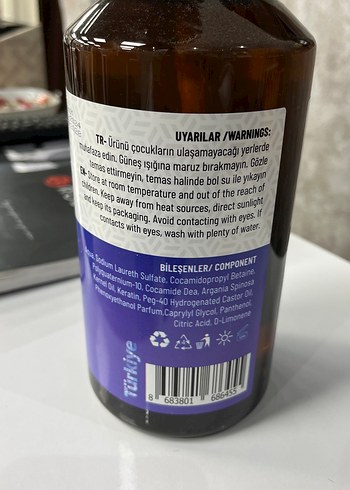 UYARILAR /WARNINGS:
TR- Ürünü çocukların ulaşamayacağı yerlerde
muhafaza edin. Güneş ışığına maruz bırakmayın. Gözle
temas ettirmeyin, temas halinde bol su ile yıkayın
EN- Store at room temperature and out of the reach of
children. Keep away from heat sources, direct sunlight
and keep its packaging. Avoid contacting with eyes. If
contacts with eyes, wash with plenty of water.
BİLEŞENLER/ COMPONENT
Sodium Laureth Sulfate, Cocamidopropyl Betaine,
Polyquaternium-10, Cocamide Dea, Argania Spinosa
Kernel Oil, Keratin, Peg-40 Hydrogenated Castor Oil,
Phenoxyethanol Parfum,Caprylyl Glycol, Panthenol,
Citric Acid, D-Limonene
Türkiye
8 683801 686455